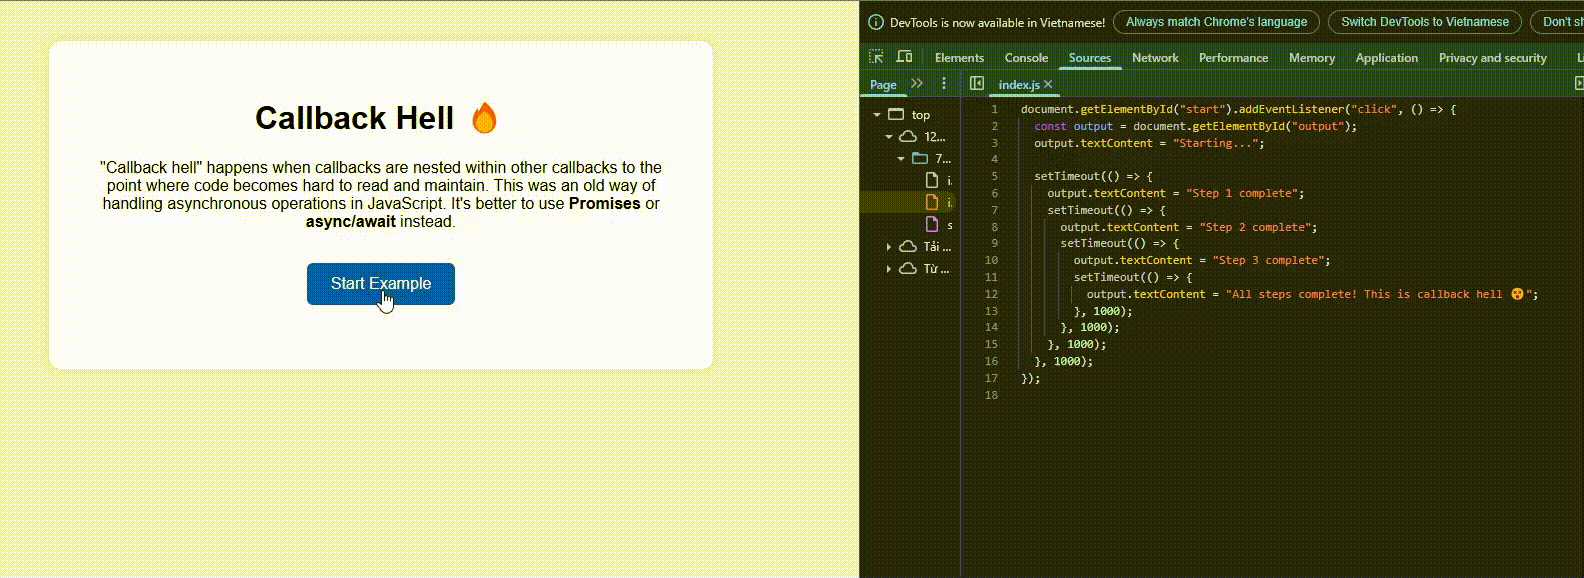 Callback Hell 🔥
"Callback hell" happens when callbacks are nested within other callbacks to the
point where code becomes hard to read and maintain. This was an old way of
handling asynchronous operations in JavaScript. It's better to use Promises or
async/await instead.
Start Example
DevTools is now available in Vietnamese!
Always match Chrome's language
Switch DevTools to Vietnamese
Elements Console Sources Network Performance Memory Application Privacy and security
Page
index.js
top
12...
7...
i.
i.
s
Tải ...
Từ ...
1 document.getElementById("start").addEventListener("click", () => {
2 const output = document.getElementById("output");
3 output.textContent = "Starting...";
4
5 setTimeout(() => {
6 output.textContent = "Step 1 complete";
7 setTimeout(() => {
8 output.textContent = "Step 2 complete";
9 setTimeout(() => {
10 output.textContent = "Step 3 complete";
11 setTimeout(() => {
12 output.textContent = "All steps complete! This is callback hell 😵";
13 }, 1000);
14 }, 1000);
15 }, 1000);
16 }, 1000);
17 });
18